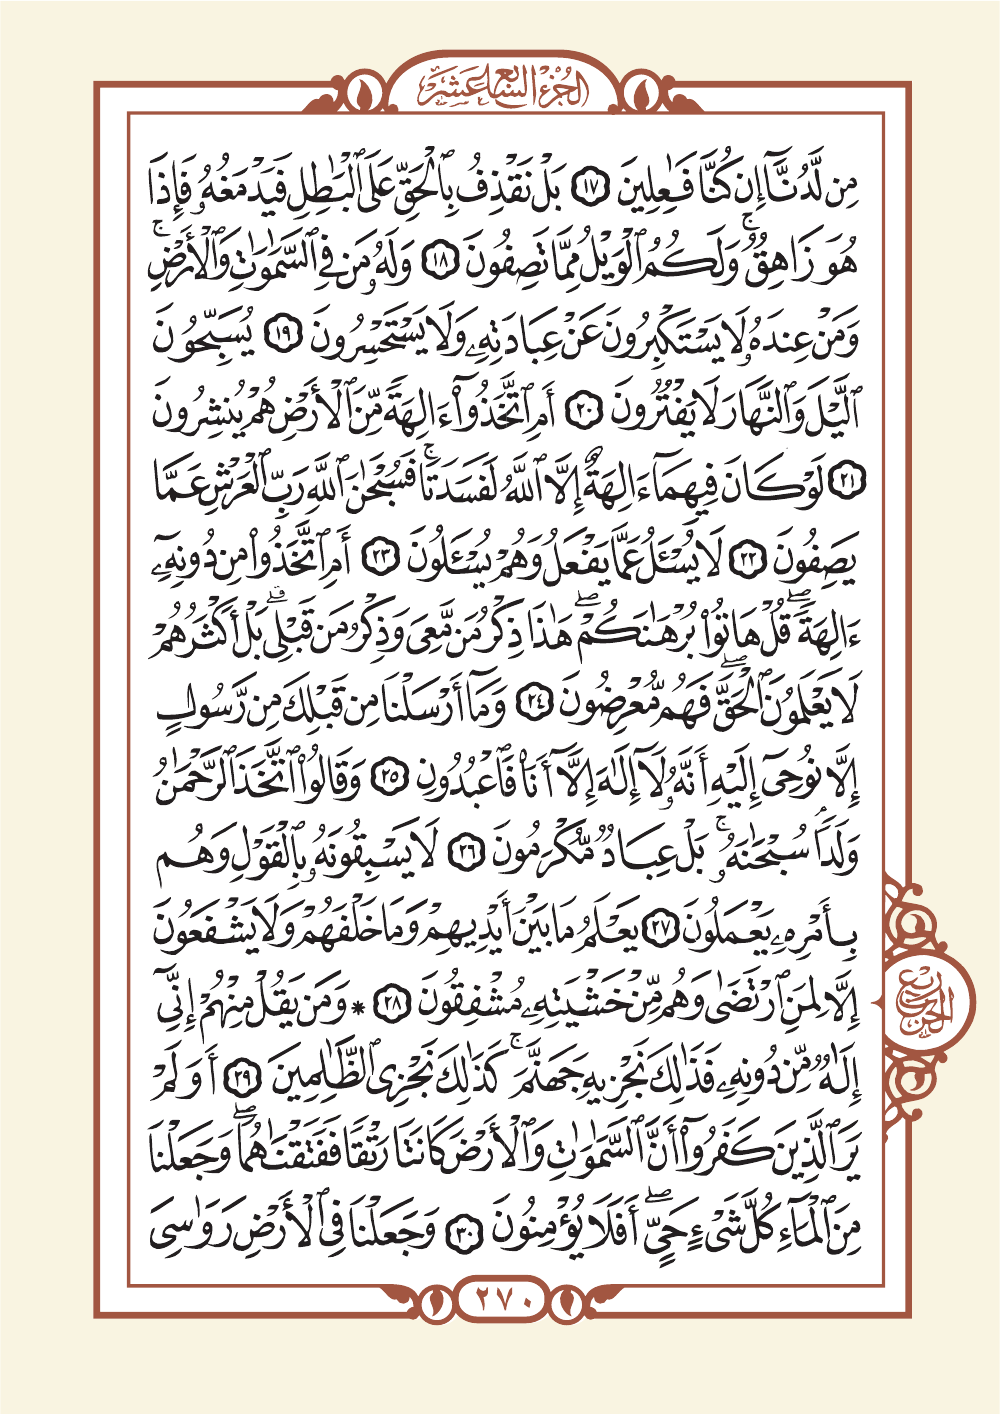 الجزء السابع عشر
مِن لَّدُنَّآ إِن كُنَّا فَٰعِلِينَ ١٧ بَلْ نَقْذِفُ بِٱلْحَقِّ عَلَى ٱلْبَٰطِلِ فَيَدْمَغُهُۥ فَإِذَا
هُوَ زَاهِقٌۚ وَلَكُمُ ٱلْوَيْلُ مِمَّا تَصِفُونَ ١٨ وَلَهُۥ مَن فِى ٱلسَّمَٰوَٰتِ وَٱلْأَرْضِۚ
وَمَنْ عِندَهُۥ لَا يَسْتَكْبِرُونَ عَنْ عِبَادَتِهِۦ وَلَا يَسْتَحْسِرُونَ ١٩ يُسَبِّحُونَ
ٱلَّيْلَ وَٱلنَّهَارَ لَا يَفْتُرُونَ ٢٠ أَمِ ٱتَّخَذُوٓا۟ ءَالِهَةً مِّنَ ٱلْأَرْضِ هُمْ يُنشِرُونَ
٢١ لَوْ كَانَ فِيهِمَآ ءَالِهَةٌ إِلَّا ٱللَّهُ لَفَسَدَتَاۚ فَسُبْحَٰنَ ٱللَّهِ رَبِّ ٱلْعَرْشِ عَمَّا
يَصِفُونَ ٢٢ لَا يُسْـَٔلُ عَمَّا يَفْعَلُ وَهُمْ يُسْـَٔلُونَ ٢٣ أَمِ ٱتَّخَذُوا۟ مِن دُونِهِۦٓ
ءَالِهَةًۖ قُلْ هَاتُوا۟ بُرْهَٰنَكُمْۖ هَٰذَا ذِكْرُ مَن مَّعِىَ وَذِكْرُ مَن قَبْلِىۗ بَلْ أَكْثَرُهُمْ
لَا يَعْلَمُونَ ٱلْحَقَّۖ فَهُم مُّعْرِضُونَ ٢٤ وَمَآ أَرْسَلْنَا مِن قَبْلِكَ مِن رَّسُولٍ
إِلَّا نُوحِىٓ إِلَيْهِ أَنَّهُۥ لَآ إِلَٰهَ إِلَّآ أَنَا۠ فَٱعْبُدُونِ ٢٥ وَقَالُوا۟ ٱتَّخَذَ ٱلرَّحْمَٰنُ
وَلَدًاۗ سُبْحَٰنَهُۥۚ بَلْ عِبَادٌ مُّكْرَمُونَ ٢٦ لَا يَسْبِقُونَهُۥ بِٱلْقَوْلِ وَهُم
بِأَمْرِهِۦ يَعْمَلُونَ ٢٧ يَعْلَمُ مَا بَيْنَ أَيْدِيهِمْ وَمَا خَلْفَهُمْ وَلَا يَشْفَعُونَ
إِلَّا لِمَنِ ٱرْتَضَىٰ وَهُم مِّنْ خَشْيَتِهِۦ مُشْفِقُونَ ٢٨ * وَمَن يَقُلْ مِنْهُمْ إِنِّىٓ
إِلَٰهٌ مِّن دُونِهِۦ فَذَٰلِكَ نَجْزِيهِ جَهَنَّمَۚ كَذَٰلِكَ نَجْزِى ٱلظَّٰلِمِينَ ٢٩ أَوَلَمْ
يَرَ ٱلَّذِينَ كَفَرُوٓا۟ أَنَّ ٱلسَّمَٰوَٰتِ وَٱلْأَرْضَ كَانَتَا رَتْقًا فَفَتَقْنَٰهُمَاۖ وَجَعَلْنَا
مِنَ ٱلْمَآءِ كُلَّ شَىْءٍ حَىٍّۖ أَفَلَا يُؤْمِنُونَ ٣٠ وَجَعَلْنَا فِى ٱلْأَرْضِ رَوَٰسِىَ
ربع الحزب
٢٧٠